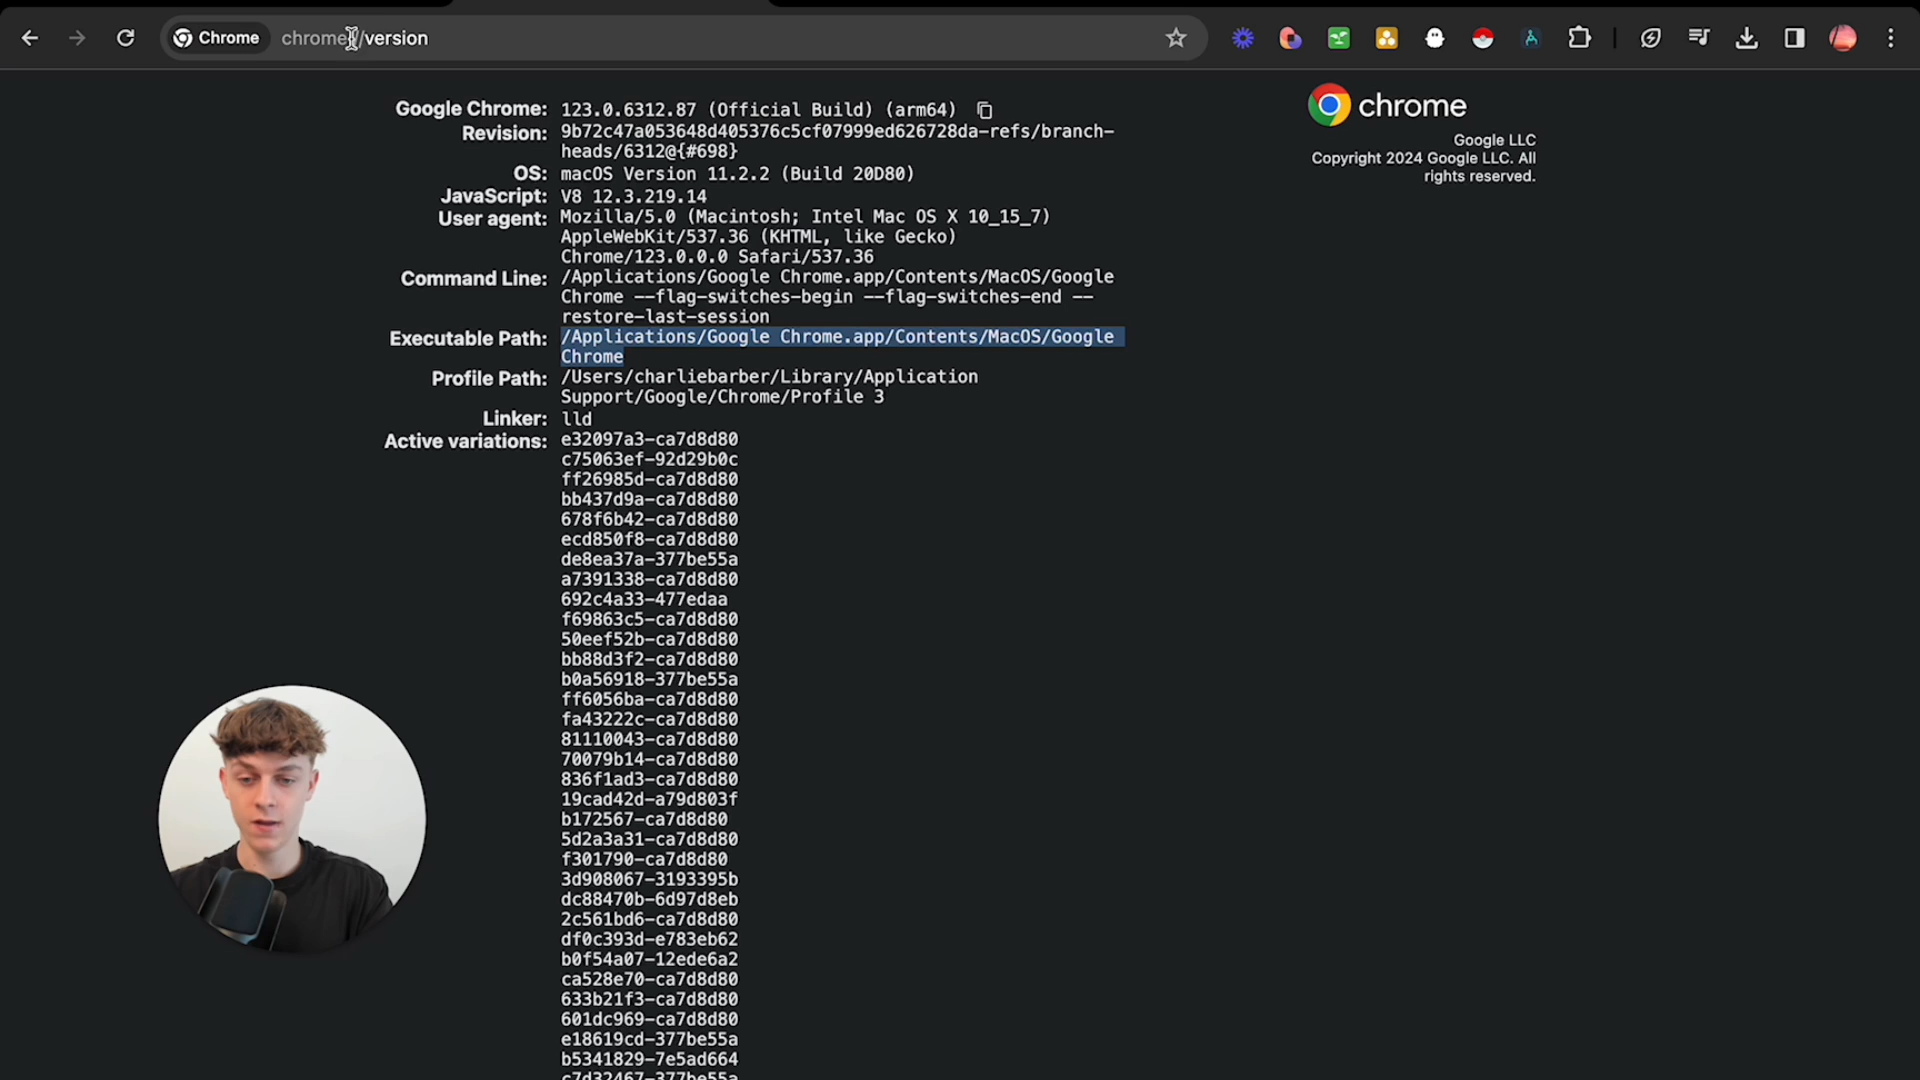 Chrome chrome://version
Google Chrome: 123.0.6312.87 (Official Build) (arm64)
Revision: 9b72c47a053648d405376c5cf07999ed626728da-refs/branch-
heads/6312@{#698}
OS: macOS Version 11.2.2 (Build 20D80)
JavaScript: V8 12.3.219.14
User agent: Mozilla/5.0 (Macintosh; Intel Mac OS X 10_15_7)
AppleWebKit/537.36 (KHTML, like Gecko)
Chrome/123.0.0.0 Safari/537.36
Command Line: /Applications/Google Chrome.app/Contents/MacOS/Google
Chrome --flag-switches-begin --flag-switches-end --
restore-last-session
Executable Path: /Applications/Google Chrome.app/Contents/MacOS/Google
Chrome
Profile Path: /Users/charliebarber/Library/Application
Support/Google/Chrome/Profile 3
Linker: lld
Active variations: e32097a3-ca7d8d80
c75063ef-92d29b0c
ff26985d-ca7d8d80
bb437d9a-ca7d8d80
678f6b42-ca7d8d80
ecd850f8-ca7d8d80
de8ea37a-377be55a
a7391338-ca7d8d80
692c4a33-477edaa
f69863c5-ca7d8d80
50eef52b-ca7d8d80
bb88d3f2-ca7d8d80
b0a56918-377be55a
ff6056ba-ca7d8d80
fa43222c-ca7d8d80
81110043-ca7d8d80
70079b14-ca7d8d80
836f1ad3-ca7d8d80
19cad42d-a79d803f
b172567-ca7d8d80
5d2a3a31-ca7d8d80
f301790-ca7d8d80
3d908067-3193395b
dc88470b-6d97d8eb
2c561bd6-ca7d8d80
df0c393d-e783eb62
b0f54a07-12ede6a2
ca528e70-ca7d8d80
633b21f3-ca7d8d80
601dc969-ca7d8d80
e18619cd-377be55a
b5341829-7e5ad664
c7d32467-377be55a
chrome
Google LLC
Copyright 2024 Google LLC. All
rights reserved.